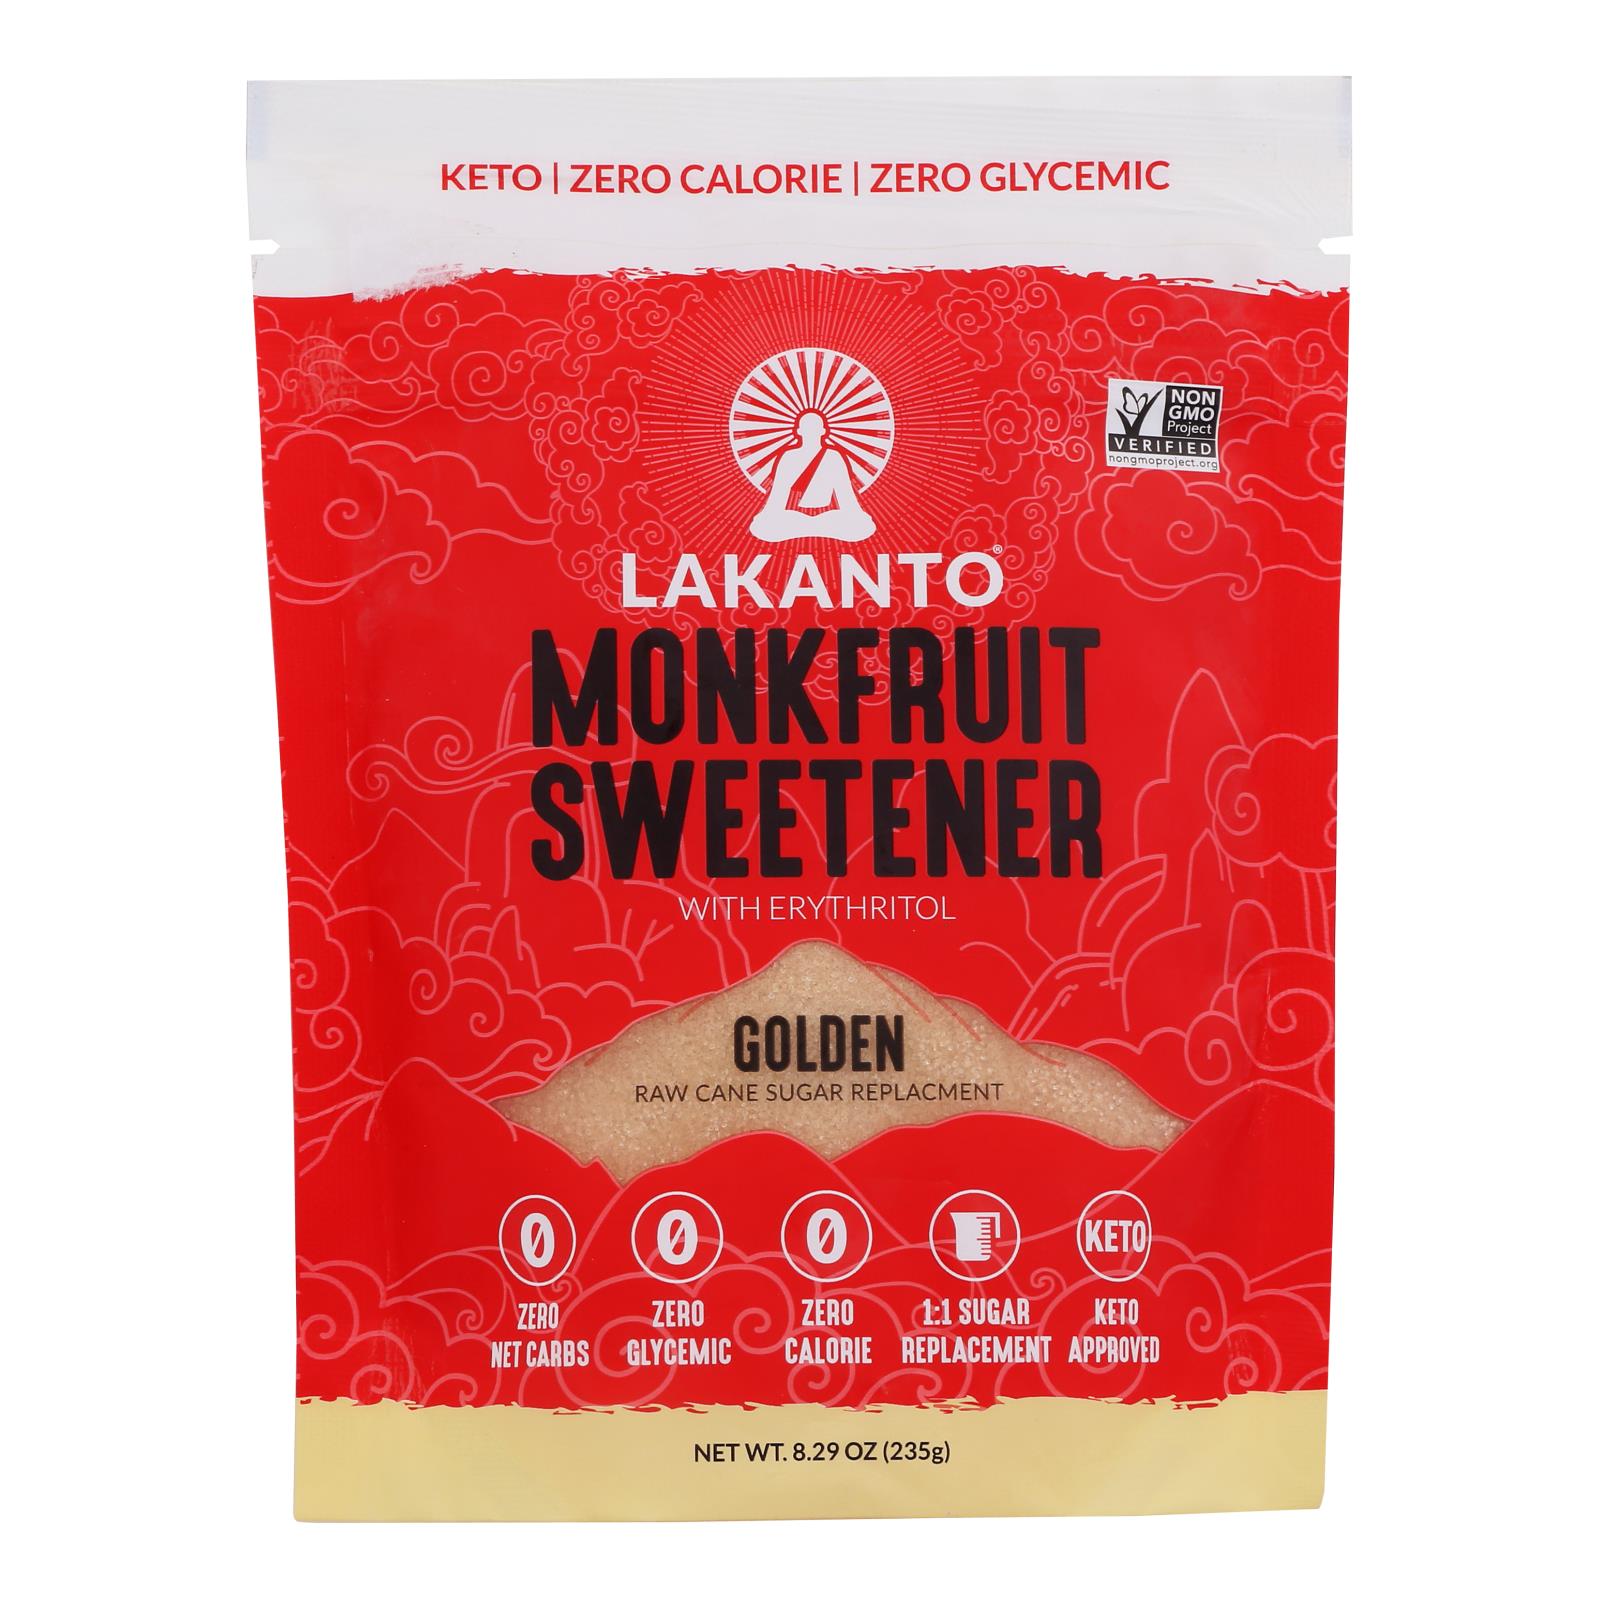 KETO | ZERO CALORIE | ZERO GLYCEMIC
NON
GMO
Project
VERIFIED
nongmoproject.org
LAKANTO®
MONKFRUIT
SWEETENER
WITH ERYTHRITOL
GOLDEN
RAW CANE SUGAR REPLACMENT
0 0 0 KETO
ZERO ZERO ZERO 1:1 SUGAR KETO
NET CARBS GLYCEMIC CALORIE REPLACEMENT APPROVED
NET WT. 8.29 OZ (235g)